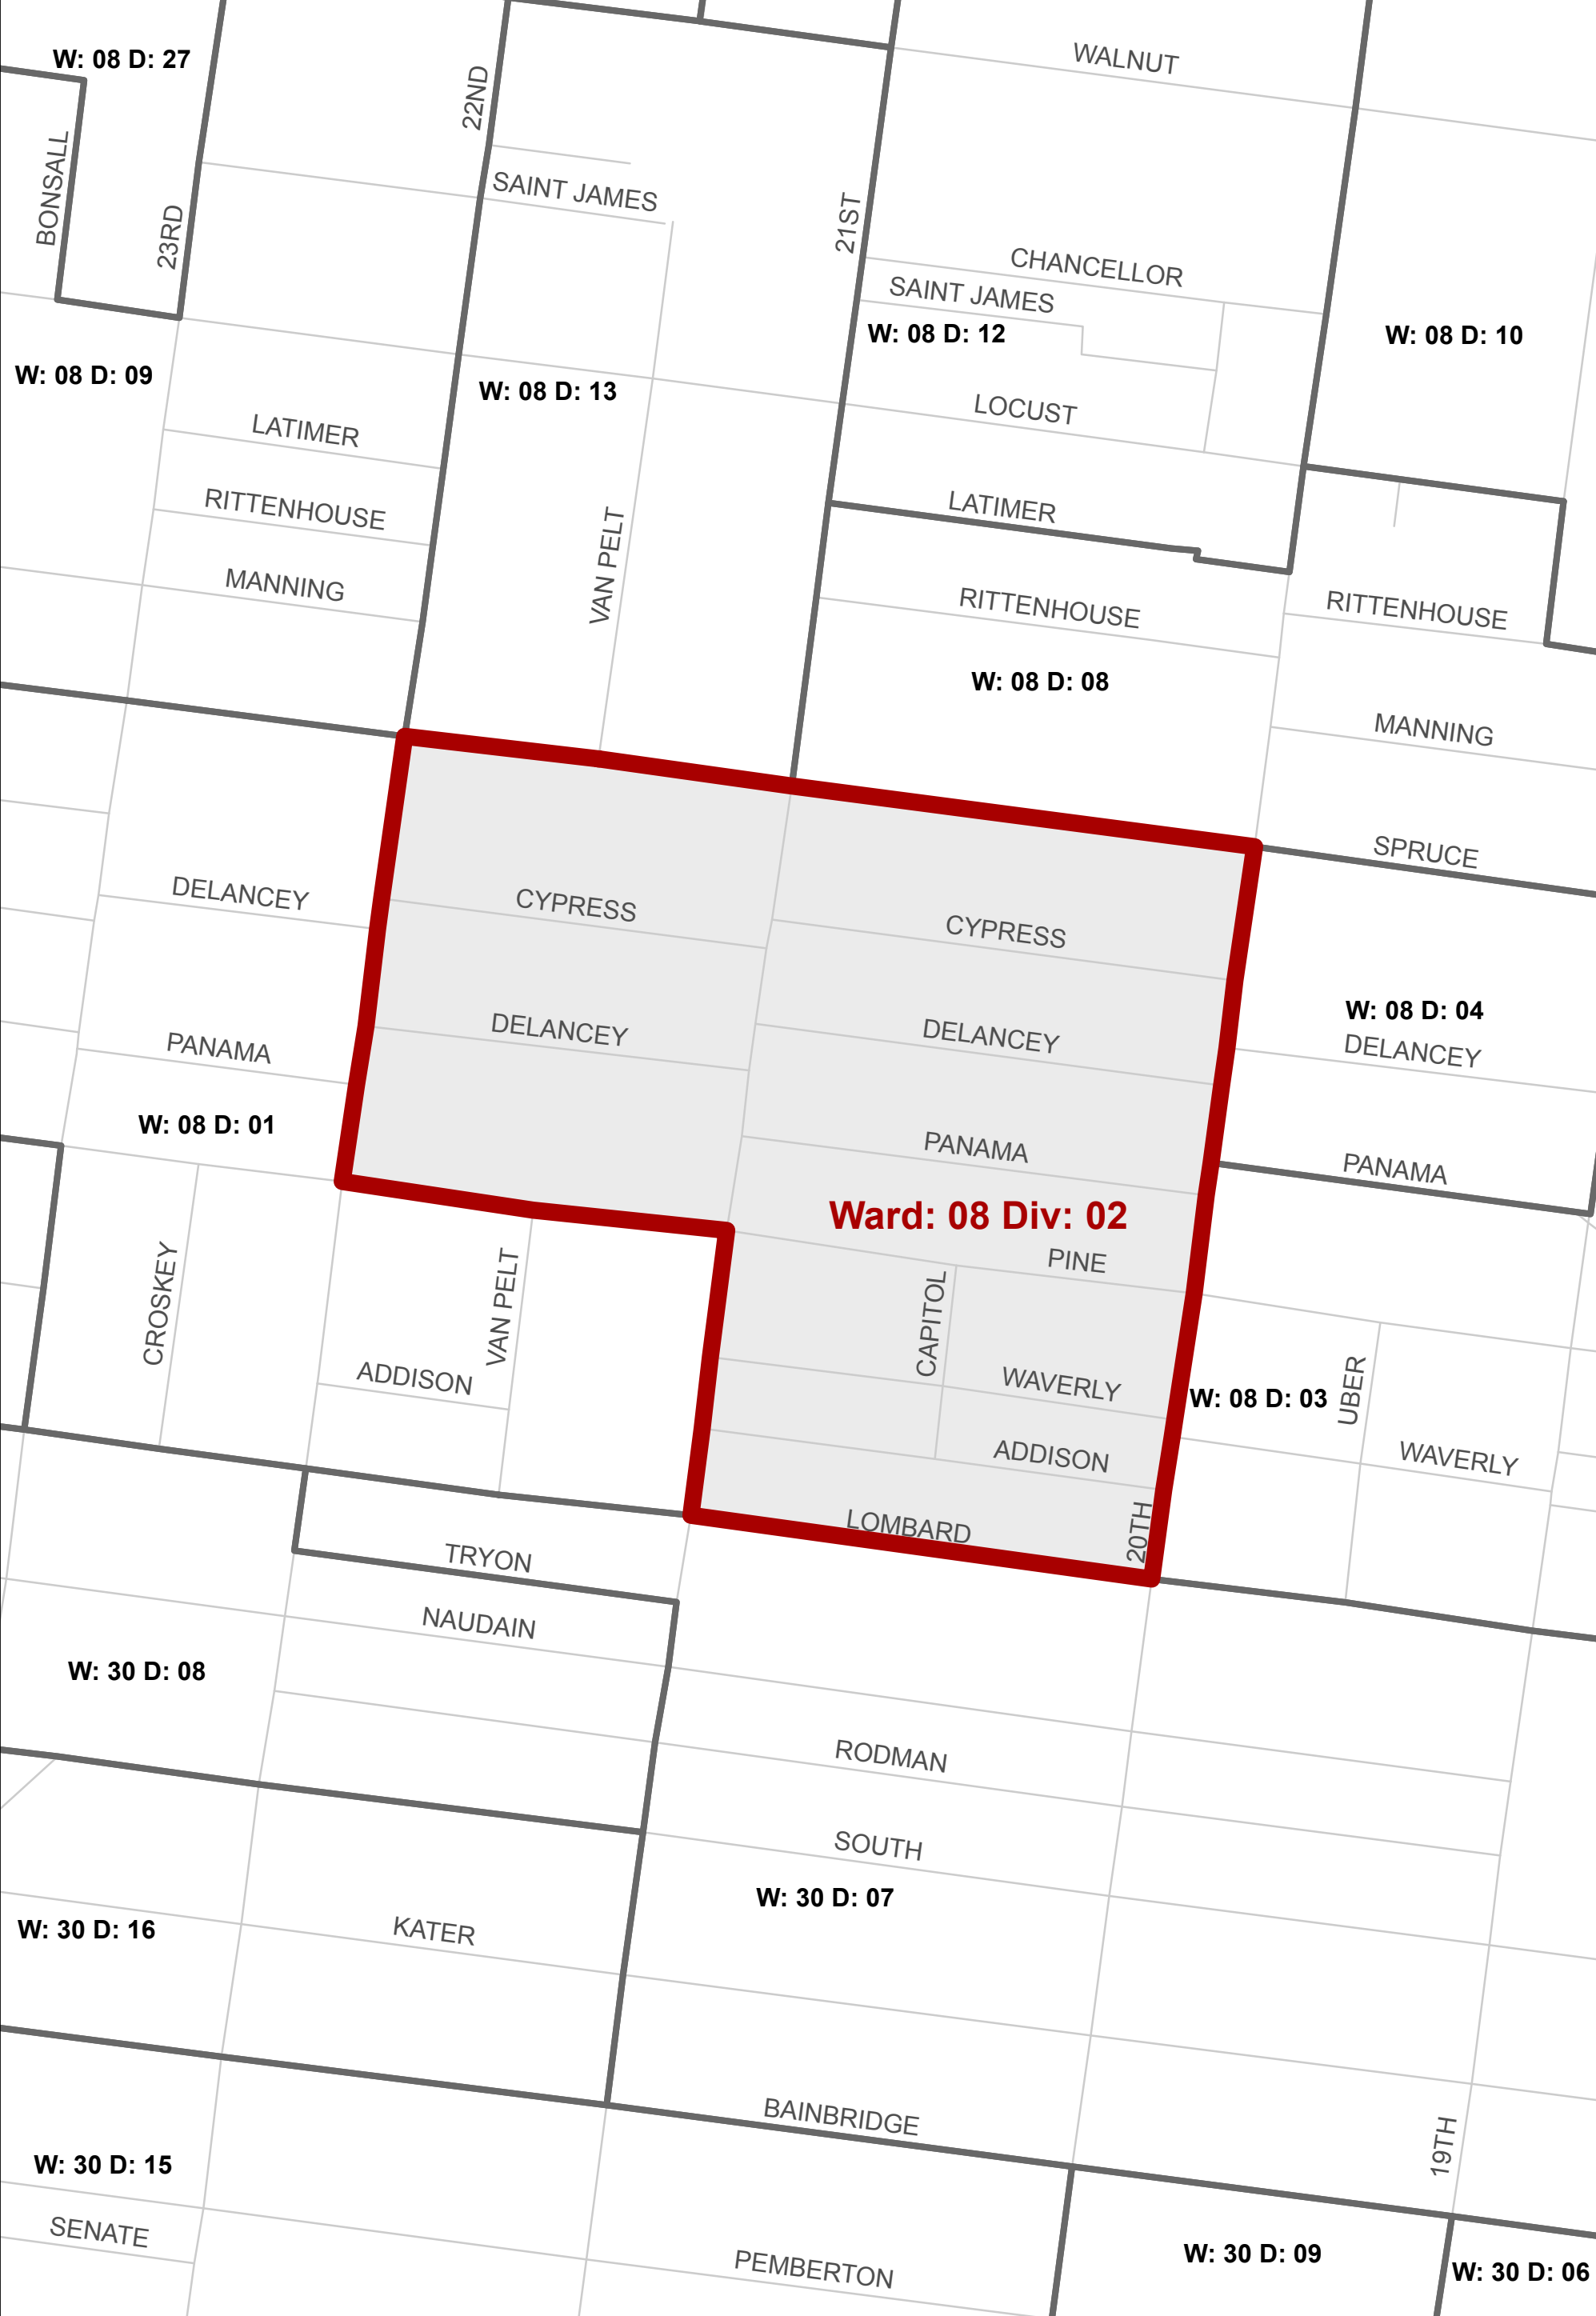 WALNUT
W: 08 D: 27
22ND
BONSALL
SAINT JAMES
23RD
21ST
CHANCELLOR
SAINT JAMES
W: 08 D: 12
W: 08 D: 10
W: 08 D: 09
W: 08 D: 13
LOCUST
LATIMER
RITTENHOUSE
LATIMER
VAN PELT
MANNING
RITTENHOUSE
RITTENHOUSE
W: 08 D: 08
MANNING
SPRUCE
DELANCEY
CYPRESS
CYPRESS
W: 08 D: 04
DELANCEY
DELANCEY
DELANCEY
PANAMA
W: 08 D: 01
PANAMA
PANAMA
Ward: 08 Div: 02
PINE
CROSKEY
VAN PELT
CAPITOL
ADDISON
WAVERLY
W: 08 D: 03
UBER
ADDISON
WAVERLY
LOMBARD
20TH
TRYON
NAUDAIN
W: 30 D: 08
RODMAN
SOUTH
W: 30 D: 07
W: 30 D: 16
KATER
BAINBRIDGE
19TH
W: 30 D: 15
SENATE
PEMBERTON
W: 30 D: 09
W: 30 D: 06